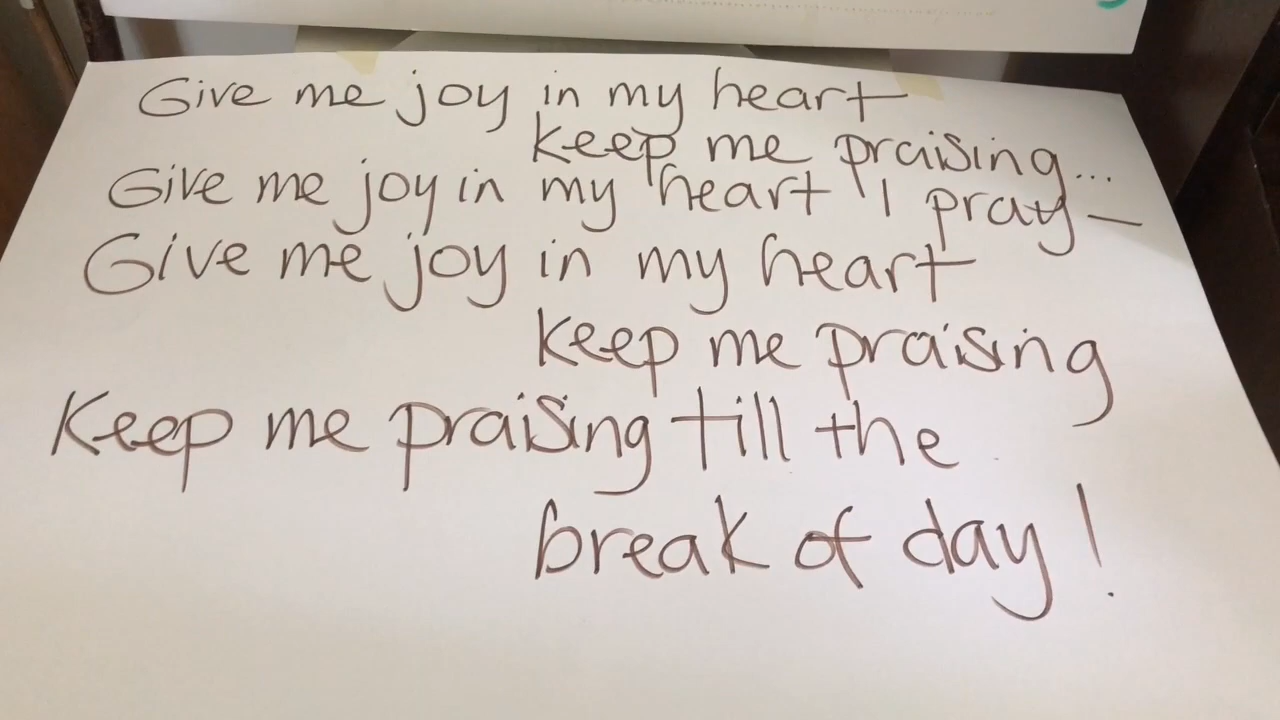 Give me joy in my heart
keep me praising...
Give me joy in my heart I pray—
Give me joy in my heart
keep me praising
Keep me praising till the
break of day!